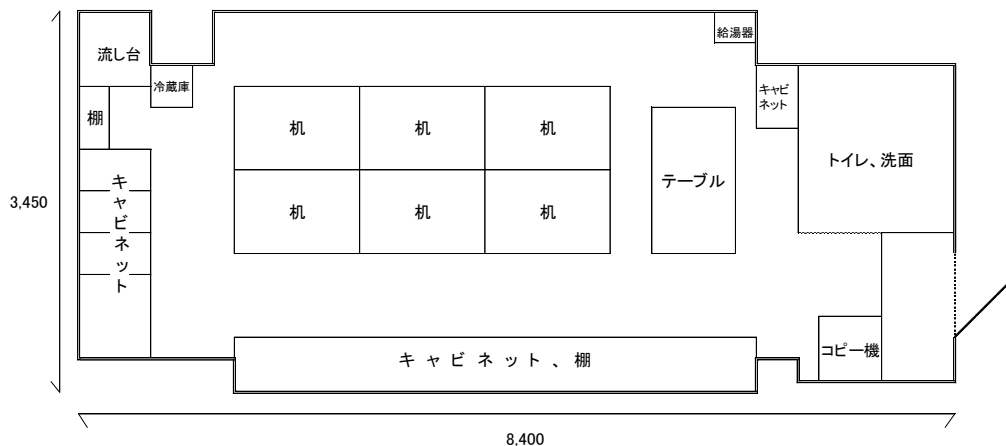 流し台
給湯器
冷蔵庫
キャビ
ネット
棚
机
机
机
トイレ、洗面
テーブル
キャビネット
3,450
机
机
机
コピー機
キャビネット、棚
8,400